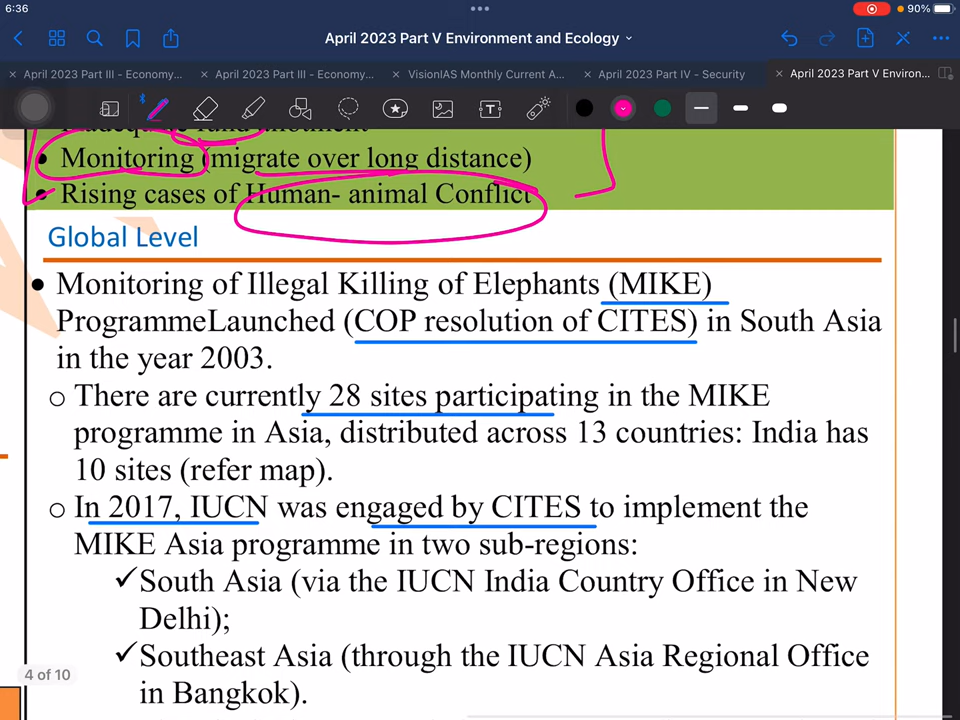 6:36
90%
April 2023 Part V Environment and Ecology
April 2023 Part III - Economy...
April 2023 Part III - Economy...
VisionIAS Monthly Current A...
April 2023 Part IV - Security
April 2023 Part V Environ...
Monitoring (migrate over long distance)
Rising cases of Human- animal Conflict
Global Level
Monitoring of Illegal Killing of Elephants (MIKE)
ProgrammeLaunched (COP resolution of CITES) in South Asia
in the year 2003.
There are currently 28 sites participating in the MIKE
programme in Asia, distributed across 13 countries: India has
10 sites (refer map).
In 2017, IUCN was engaged by CITES to implement the
MIKE Asia programme in two sub-regions:
South Asia (via the IUCN India Country Office in New
Delhi);
Southeast Asia (through the IUCN Asia Regional Office
in Bangkok).
4 of 10